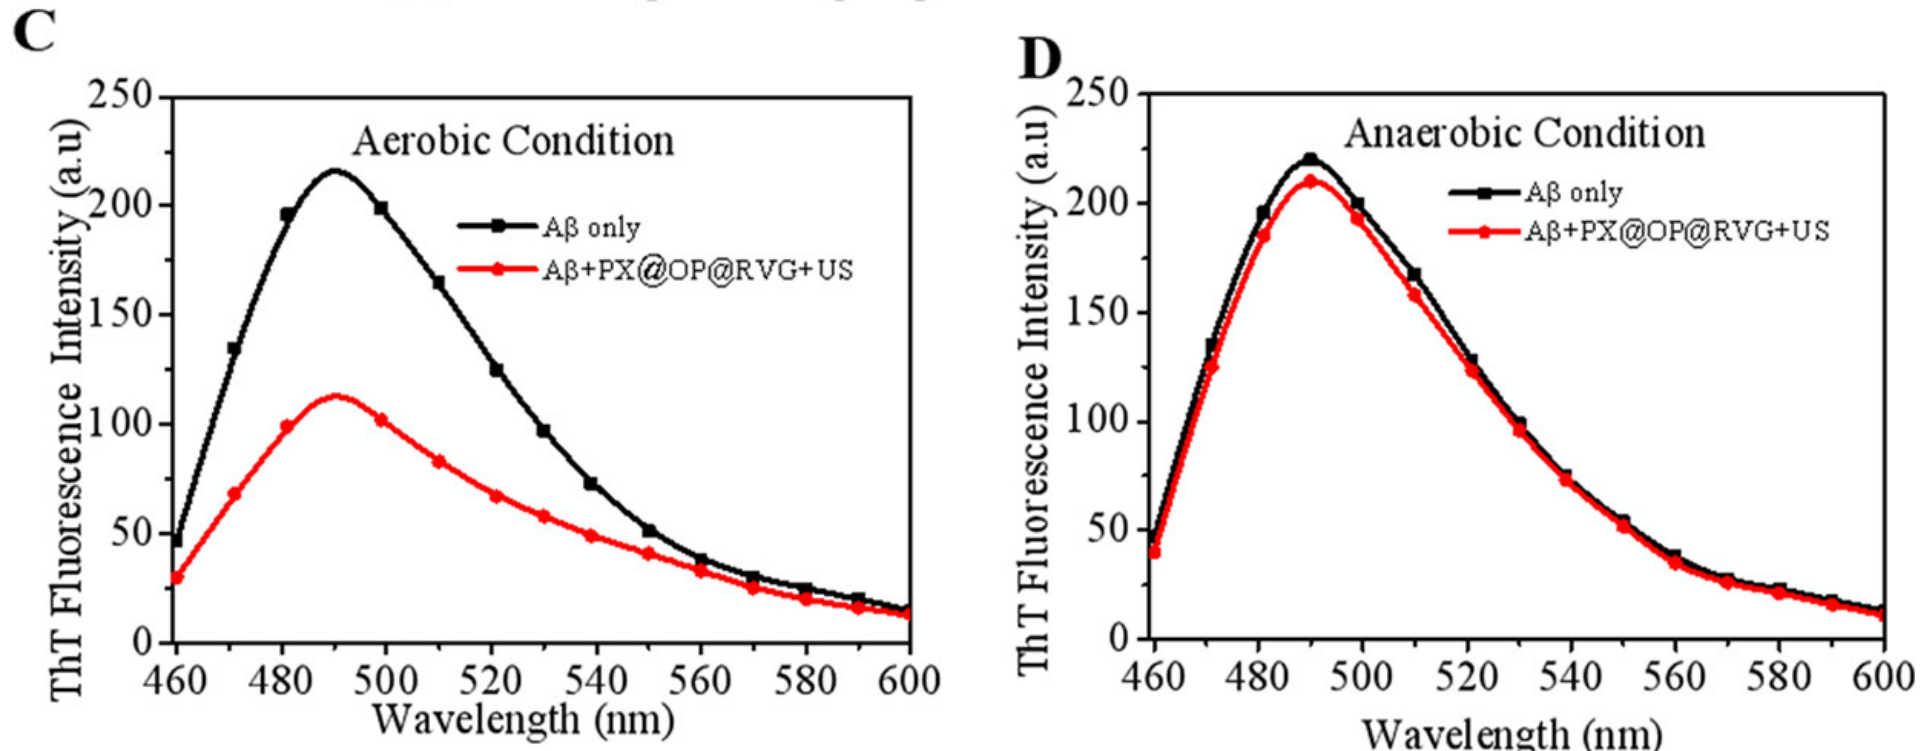 C
250
200
150
100
50
0
ThT Fluorescence Intensity (a.u)
Aerobic Condition
Aβ only
Aβ+PX@OP@RVG+US
460 480 500 520 540 560 580 600
Wavelength (nm)
D
250
200
150
100
50
0
ThT Fluorescence Intensity (a.u)
Anaerobic Condition
Aβ only
Aβ+PX@OP@RVG+US
460 480 500 520 540 560 580 600
Wavelength (nm)